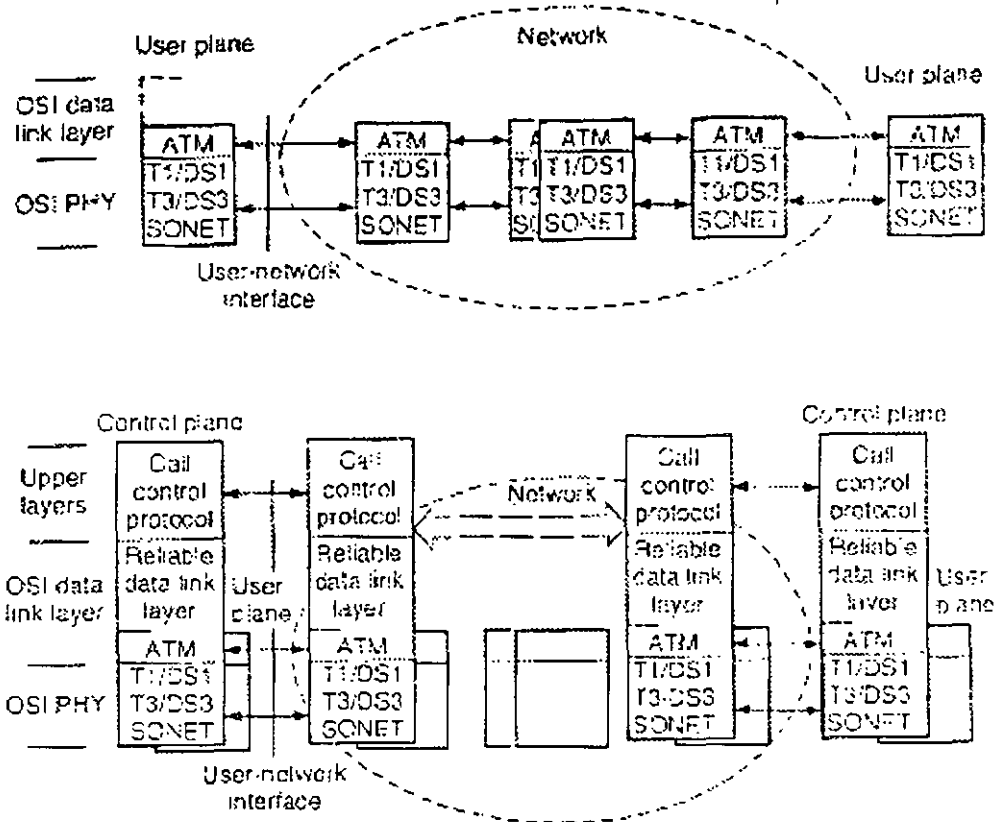 User plane
Network
User plane
OSI data
link layer
OSI PHY
ATM
T1/DS1
T3/DS3
SONET
ATM
T1/DS1
T3/DS3
SONET
ATM
T1/DS1
T3/DS3
SONET
ATM
T1/DS1
T3/DS3
SONET
ATM
T1/DS1
T3/DS3
SONET
User-network
interface
Control plane
Control plane
Upper
layers
OSI data
link layer
OSI PHY
Call
control
protocol
Reliable
data link
layer
ATM
T1/DS1
T3/DS3
SONET
User
plane
Call
control
protocol
Reliable
data link
layer
ATM
T1/DS1
T3/DS3
SONET
Network
Call
control
protocol
Reliable
data link
layer
ATM
T1/DS1
T3-DS3
SONET
Call
control
protocol
Reliable
data link
layer
ATM
T1/DS1
T3/DS3
SONET
User
plane
User-network
interface